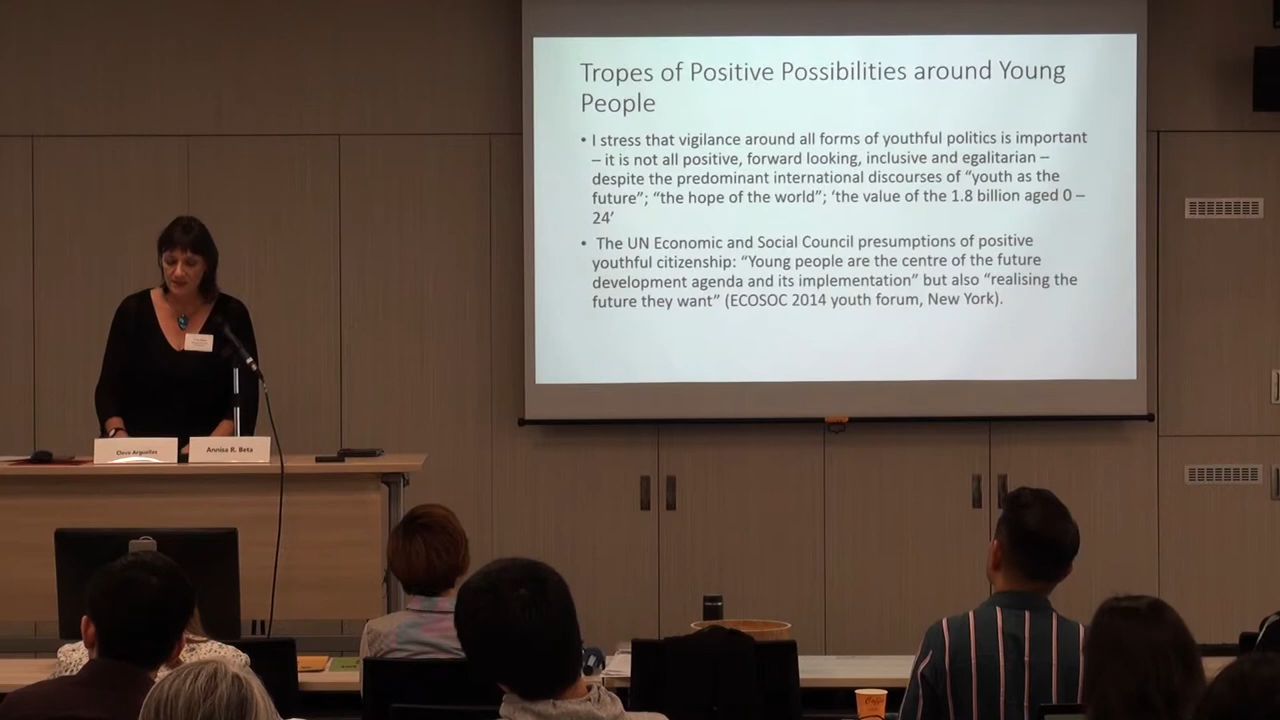 Tropes of Positive Possibilities around Young
People
• I stress that vigilance around all forms of youthful politics is important
– it is not all positive, forward looking, inclusive and egalitarian –
despite the predominant international discourses of “youth as the
future”; “the hope of the world”; ‘the value of the 1.8 billion aged 0 –
24’
• The UN Economic and Social Council presumptions of positive
youthful citizenship: “Young people are the centre of the future
development agenda and its implementation” but also “realising the
future they want” (ECOSOC 2014 youth forum, New York).
Cleve Arguelles
Annisa R. Beta